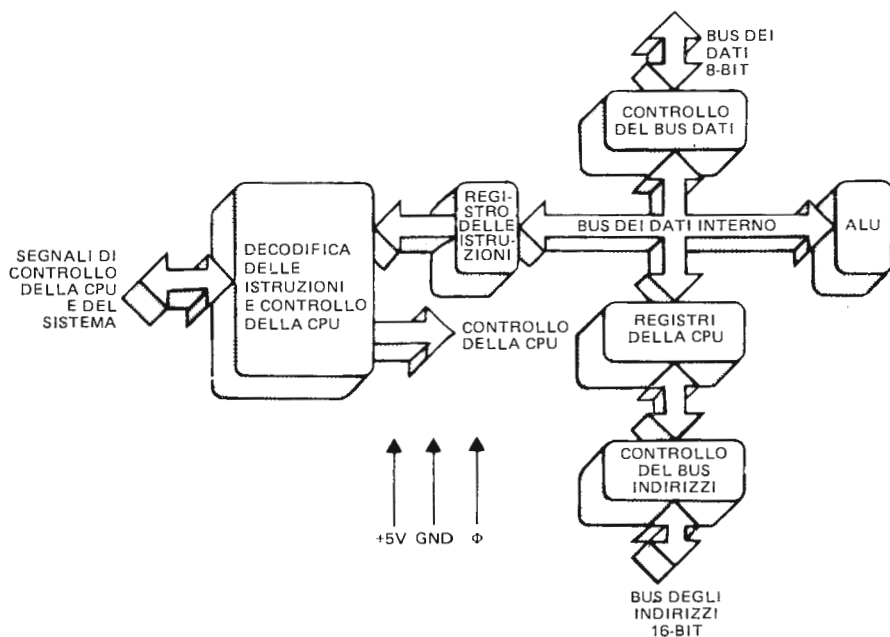 BUS DEI
DATI
8-BIT
CONTROLLO
DEL BUS DATI
REGI-
STRO
DELLE
ISTRU-
ZIONI
BUS DEI DATI INTERNO
ALU
SEGNALI DI
CONTROLLO
DELLA CPU
E DEL
SISTEMA
DECODIFICA
DELLE
ISTRUZIONI
E CONTROLLO
DELLA CPU
CONTROLLO
DELLA CPU
REGISTRI
DELLA CPU
CONTROLLO
DEL BUS
INDIRIZZI
+5V GND Φ
BUS DEGLI
INDIRIZZI
16-BIT